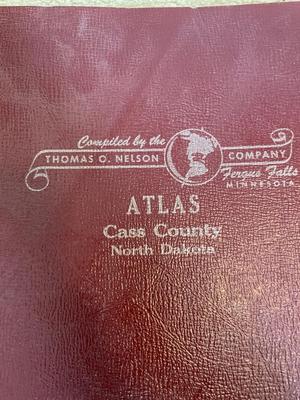 Compiled by the
THOMAS O. NELSON COMPANY
Fergus Falls
MINNESOTA
ATLAS
Cass County
North Dakota